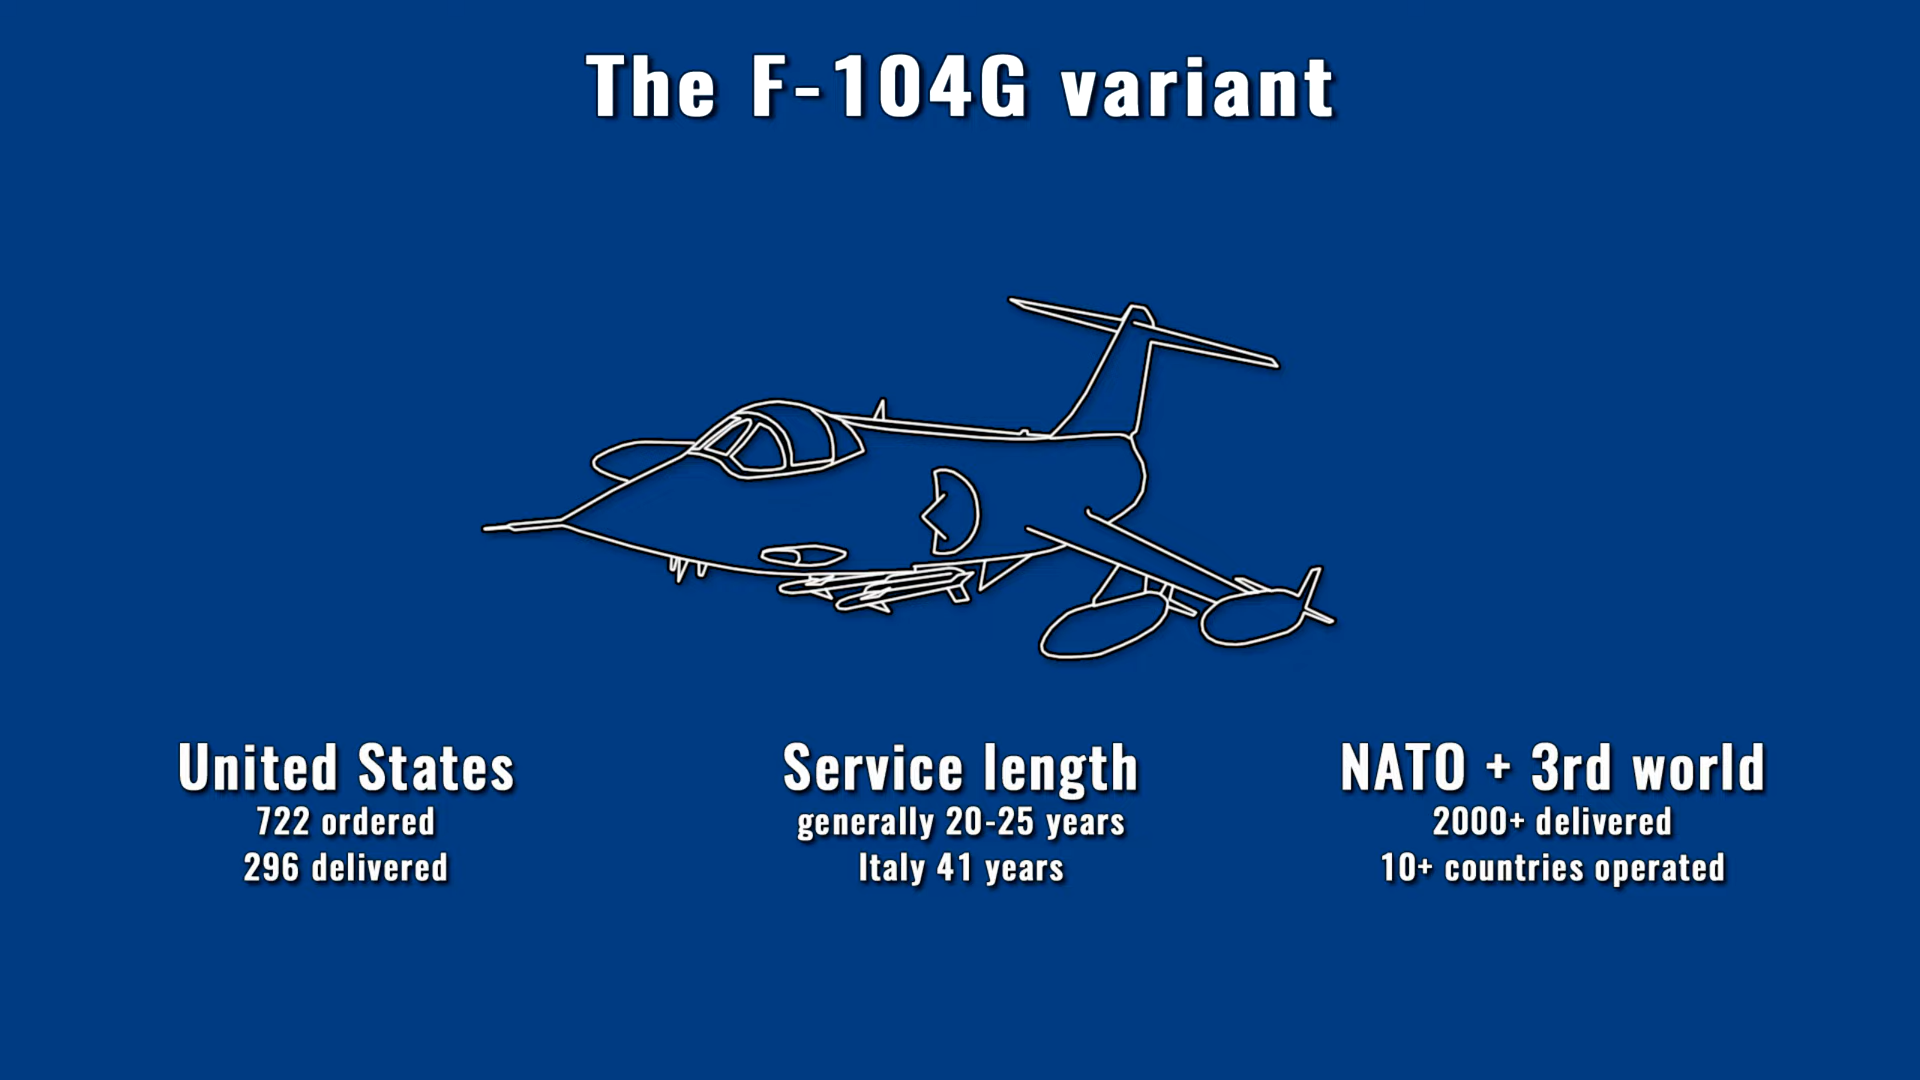 The F-104G variant
United States
722 ordered
296 delivered
Service length
generally 20-25 years
Italy 41 years
NATO + 3rd world
2000+ delivered
10+ countries operated